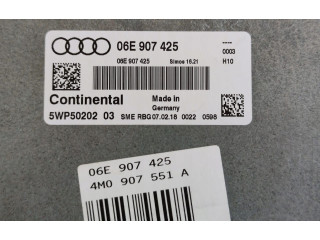 06E 907 425
----
0003
06E 907 425 Simos 16.21 H10
Continental
Made in
Germany
5WP50202 03 SME RBG 07.02.18 0022 0598
06E 907 425
4M0 907 551 A